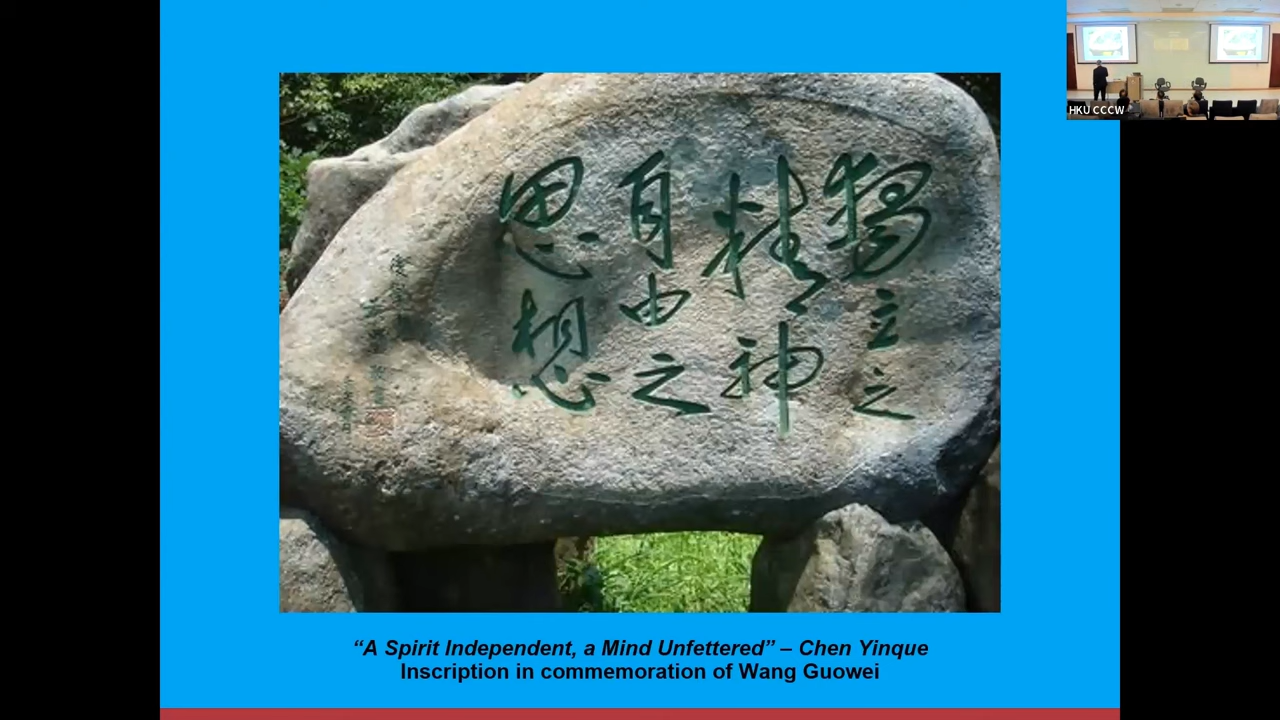 獨立之
精神
自由之
思想
“A Spirit Independent, a Mind Unfettered” – Chen Yinque
Inscription in commemoration of Wang Guowei
HKU CCCW